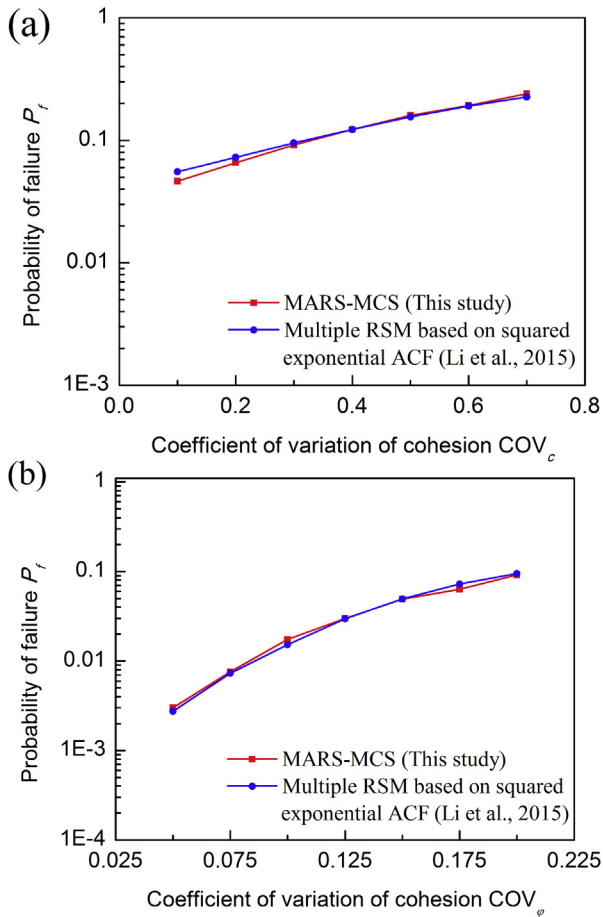 (a)
Probability of failure P_f
1
0.1
0.01
1E-3
MARS-MCS (This study)
Multiple RSM based on squared
exponential ACF (Li et al., 2015)
0.0 0.2 0.4 0.6 0.8
Coefficient of variation of cohesion COV_c
(b)
Probability of failure P_f
1
0.1
0.01
1E-3
1E-4
MARS-MCS (This study)
Multiple RSM based on squared
exponential ACF (Li et al., 2015)
0.025 0.075 0.125 0.175 0.225
Coefficient of variation of cohesion COV_φ